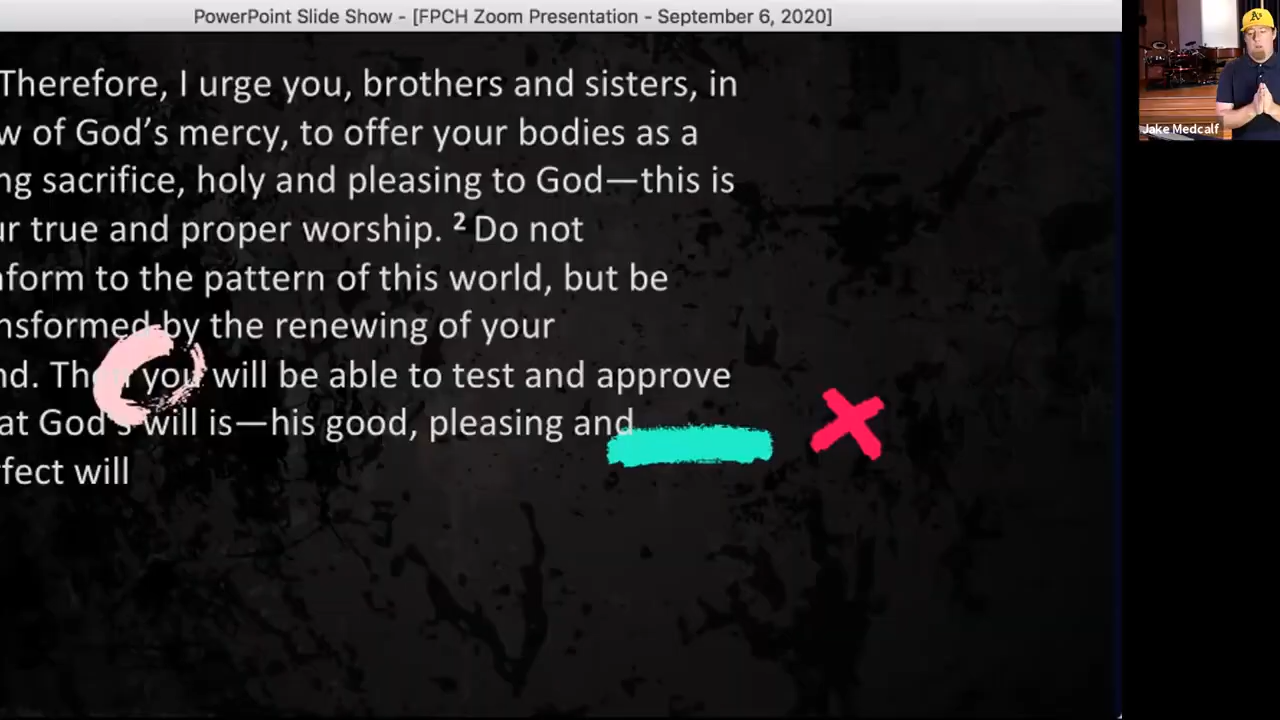 PowerPoint Slide Show - [FPCH Zoom Presentation - September 6, 2020]
Therefore, I urge you, brothers and sisters, in
w of God's mercy, to offer your bodies as a
ng sacrifice, holy and pleasing to God—this is
ur true and proper worship. 2 Do not
nform to the pattern of this world, but be
nsformed by the renewing of your
nd. Then you will be able to test and approve
at God's will is—his good, pleasing and
fect will
Jake Medcalf